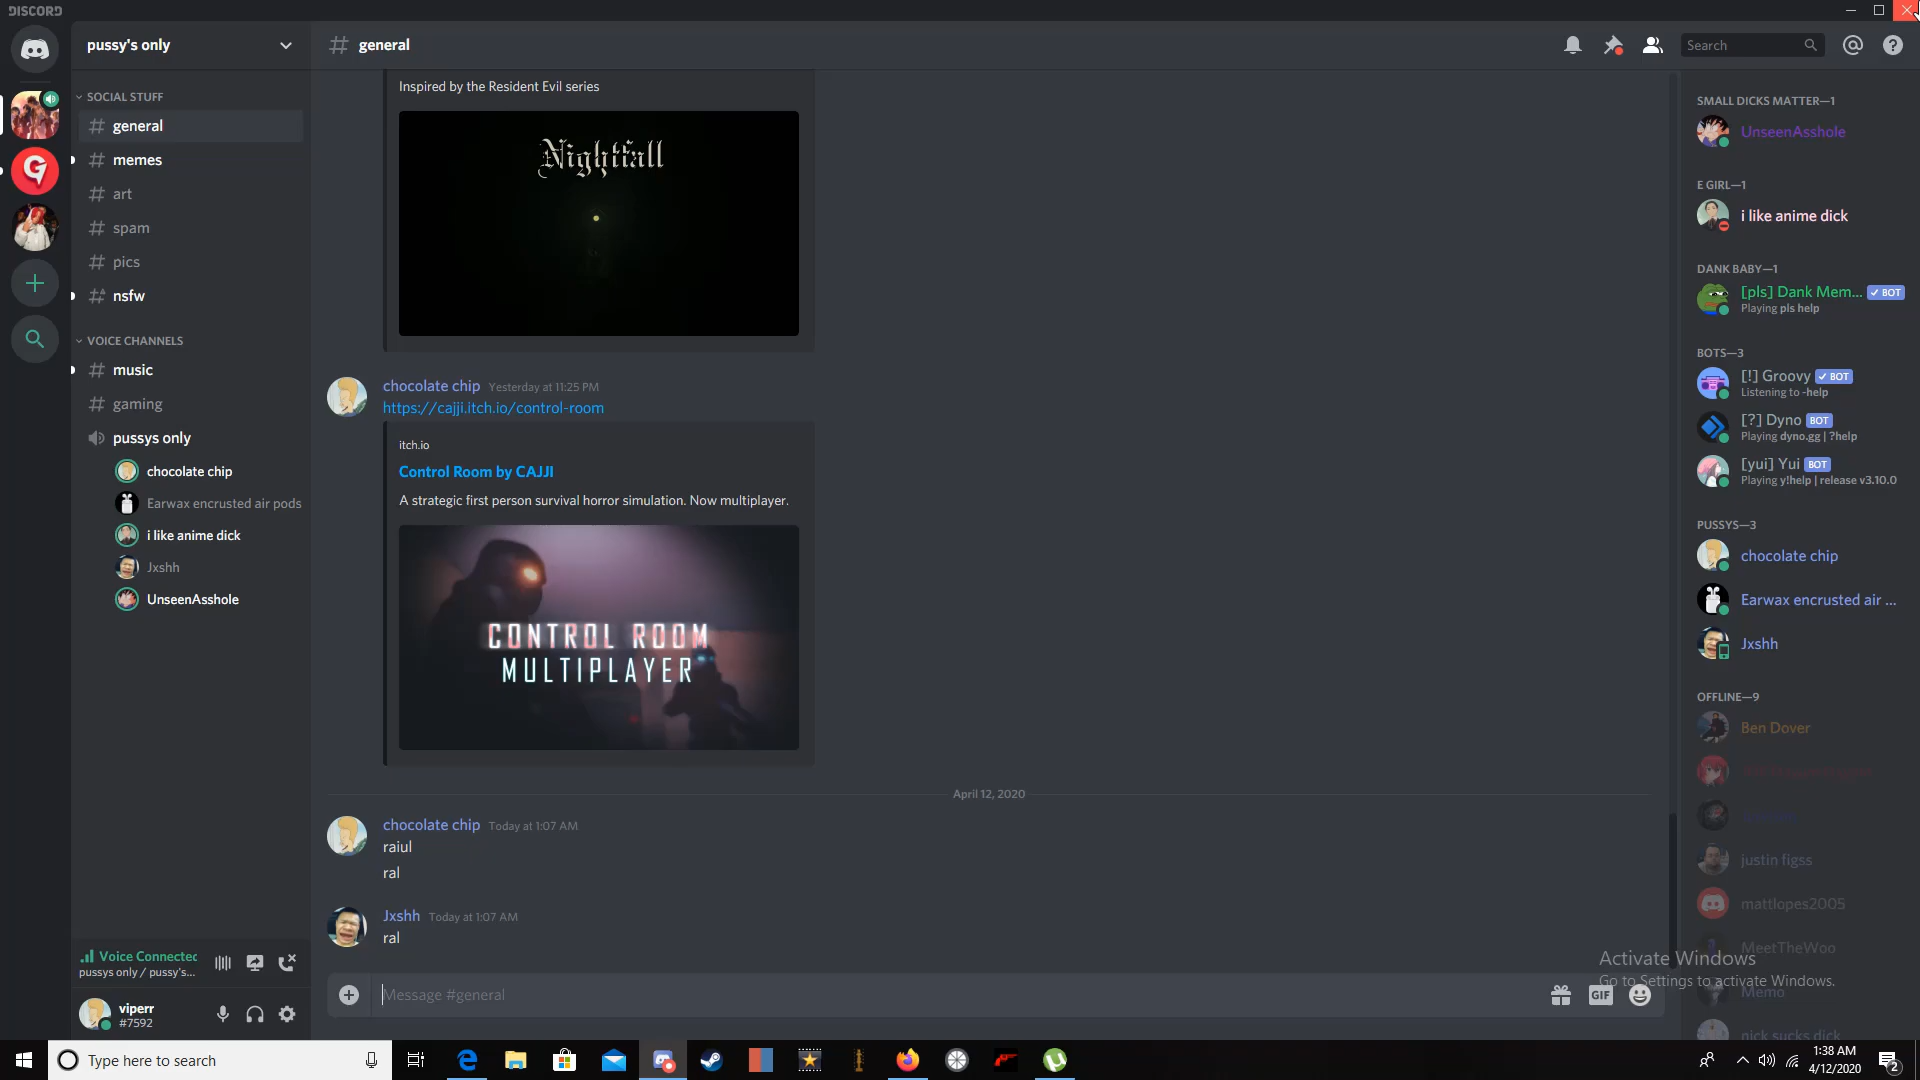 DISCORD
pussy's only
general
Search
SOCIAL STUFF
general
memes
art
spam
pics
nsfw
VOICE CHANNELS
music
gaming
pussys only
chocolate chip
Earwax encrusted air pods
i like anime dick
Jxshh
UnseenAsshole
Voice Connected
pussys only / pussy's...
viperr
#7592
Inspired by the Resident Evil series
Nightfall
chocolate chip Yesterday at 11:25 PM
https://cajji.itch.io/control-room
itch.io
Control Room by CAJJI
A strategic first person survival horror simulation. Now multiplayer.
CONTROL ROOM
MULTIPLAYER
April 12, 2020
chocolate chip Today at 1:07 AM
raiul
ral
Jxshh Today at 1:07 AM
ral
Message #general
GIF
SMALL DICKS MATTER—1
UnseenAsshole
E GIRL—1
i like anime dick
DANK BABY—1
[pls] Dank Mem... BOT
Playing pls help
BOTS—3
[!] Groovy BOT
Listening to -help
[?] Dyno BOT
Playing dyno.gg | ?help
[yui] Yui BOT
Playing y!help | release v3.10.0
PUSSYS—3
chocolate chip
Earwax encrusted air ...
Jxshh
OFFLINE—9
Ben Dover
justin figss
mattlopes2005
MeetTheWoo
Memo
nick sucks dick
Activate Windows
Go to Settings to activate Windows.
Type here to search
1:38 AM
4/12/2020
2